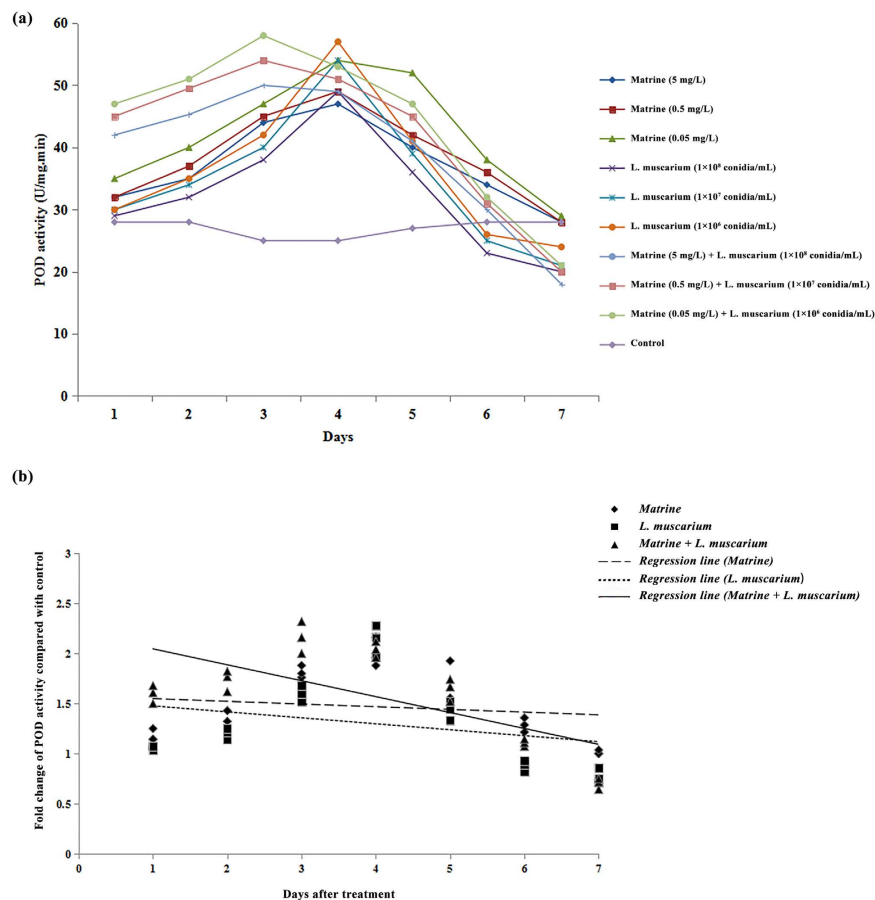 (a)
60
50
40
30
20
10
0
POD activity (U/mg.min)
1 2 3 4 5 6 7
Days
Matrine (5 mg/L)
Matrine (0.5 mg/L)
Matrine (0.05 mg/L)
L. muscarium (1×10⁸ conidia/mL)
L. muscarium (1×10⁷ conidia/mL)
L. muscarium (1×10⁶ conidia/mL)
Matrine (5 mg/L) + L. muscarium (1×10⁸ conidia/mL)
Matrine (0.5 mg/L) + L. muscarium (1×10⁷ conidia/mL)
Matrine (0.05 mg/L) + L. muscarium (1×10⁶ conidia/mL)
Control
(b)
Matrine
L. muscarium
Matrine + L. muscarium
Regression line (Matrine)
Regression line (L. muscarium)
Regression line (Matrine + L. muscarium)
3
2.5
2
1.5
1
0.5
0
Fold change of POD activity compared with control
0 1 2 3 4 5 6 7
Days after treatment